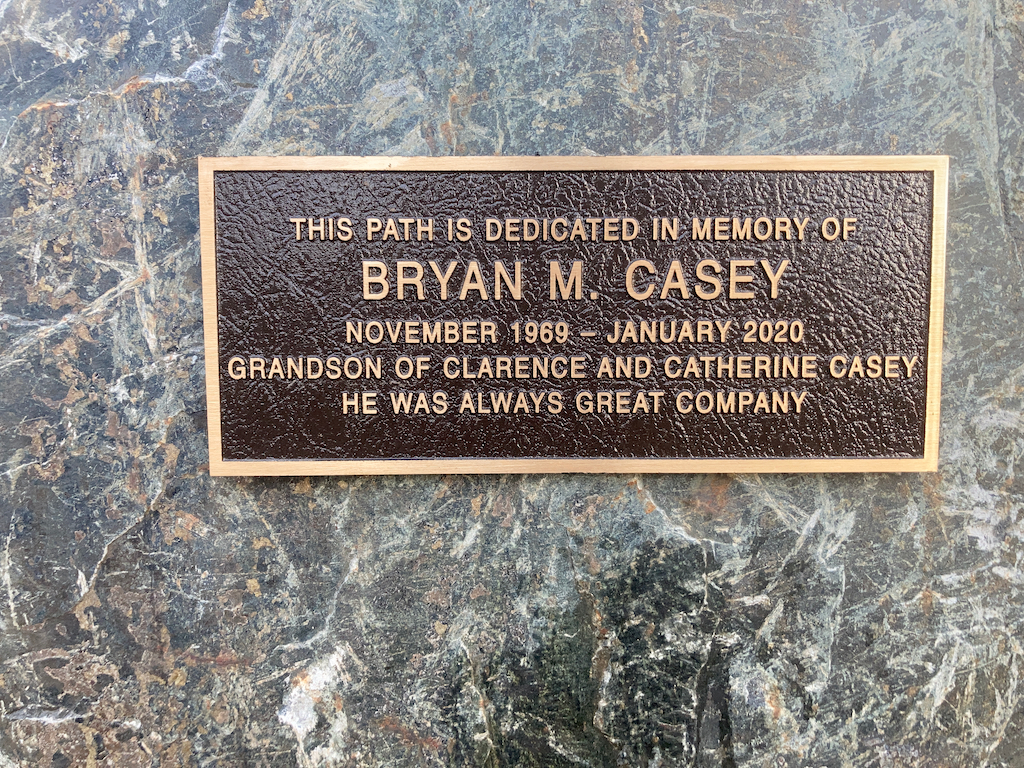 THIS PATH IS DEDICATED IN MEMORY OF
BRYAN M. CASEY
NOVEMBER 1969 – JANUARY 2020
GRANDSON OF CLARENCE AND CATHERINE CASEY
HE WAS ALWAYS GREAT COMPANY